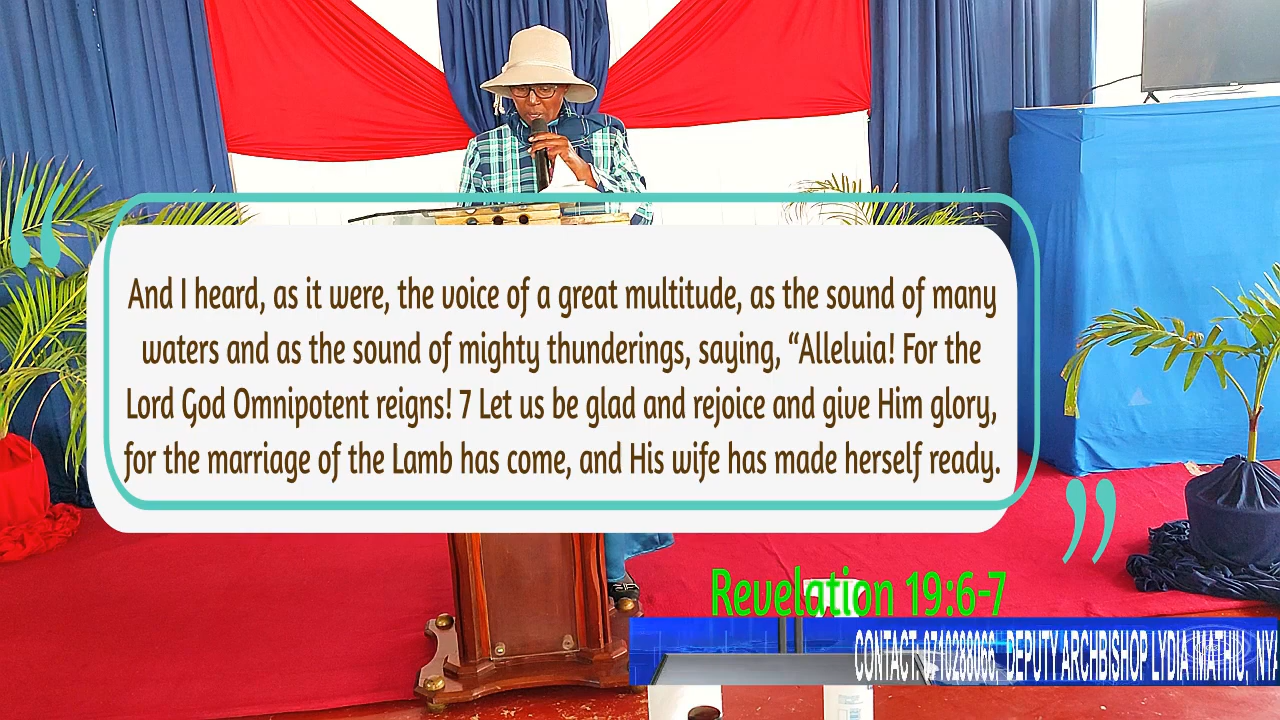 And I heard, as it were, the voice of a great multitude, as the sound of many
waters and as the sound of mighty thunderings, saying, “Alleluia! For the
Lord God Omnipotent reigns! 7 Let us be glad and rejoice and give Him glory,
for the marriage of the Lamb has come, and His wife has made herself ready.
”
Revelation 19:6-7
CONTACT: 0710288066, DEPUTY ARCHBISHOP LYDIA IMATHIU,